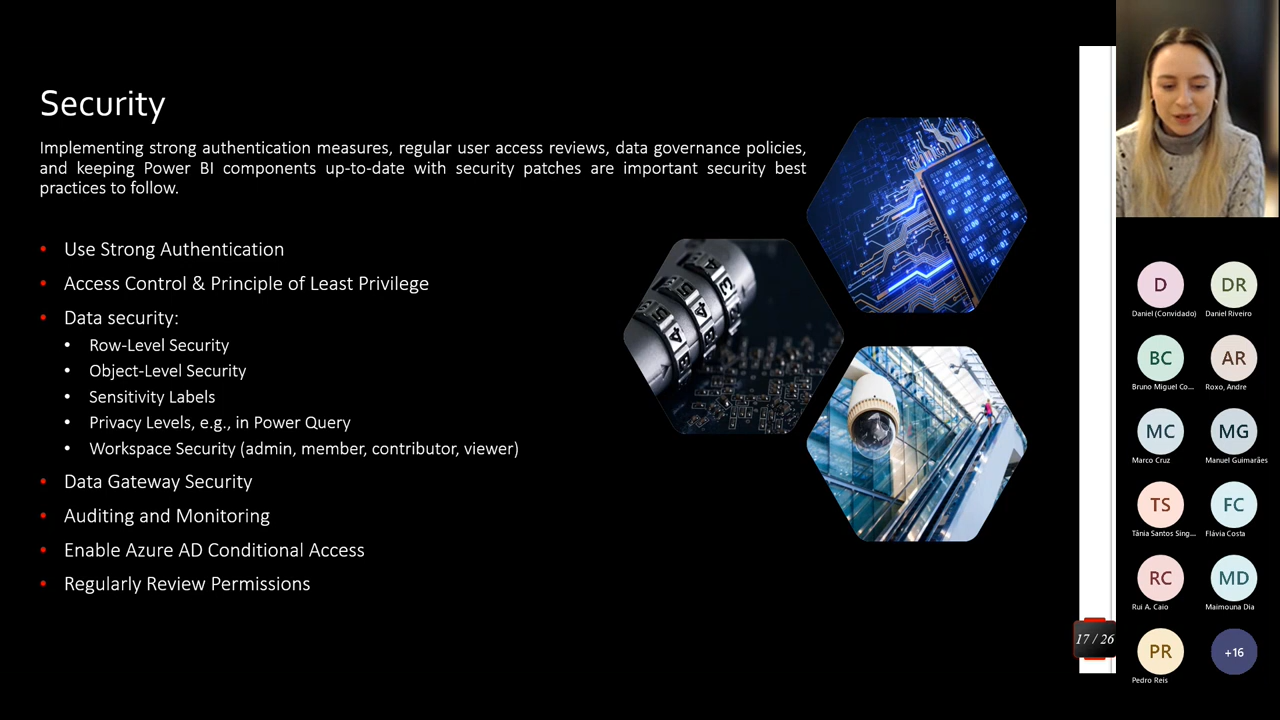 Security
Implementing strong authentication measures, regular user access reviews, data governance policies,
and keeping Power BI components up-to-date with security patches are important security best
practices to follow.
• Use Strong Authentication
• Access Control & Principle of Least Privilege
• Data security:
• Row-Level Security
• Object-Level Security
• Sensitivity Labels
• Privacy Levels, e.g., in Power Query
• Workspace Security (admin, member, contributor, viewer)
• Data Gateway Security
• Auditing and Monitoring
• Enable Azure AD Conditional Access
• Regularly Review Permissions
17 / 26
D DR
Daniel (Convidado) Daniel Riveiro
BC AR
Bruno Miguel Co... Roxo, Andre
MC MG
Marco Cruz Manuel Guimarães
TS FC
Tânia Santos Sing... Flávia Costa
RC MD
Rui A. Caio Maimouna Dia
PR +16
Pedro Reis